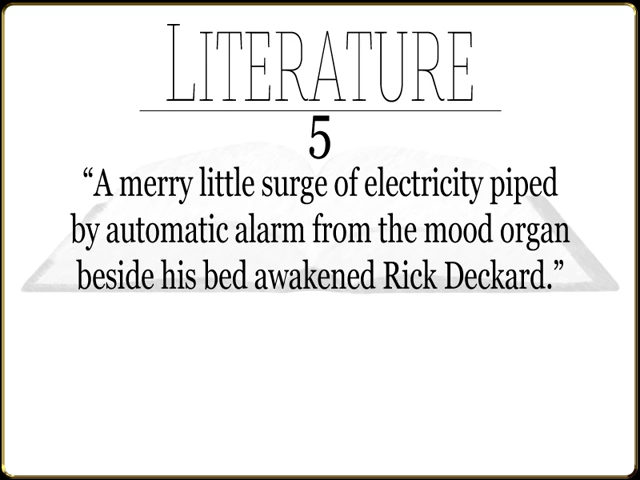 LITERATURE
5
“A merry little surge of electricity piped
by automatic alarm from the mood organ
beside his bed awakened Rick Deckard.”